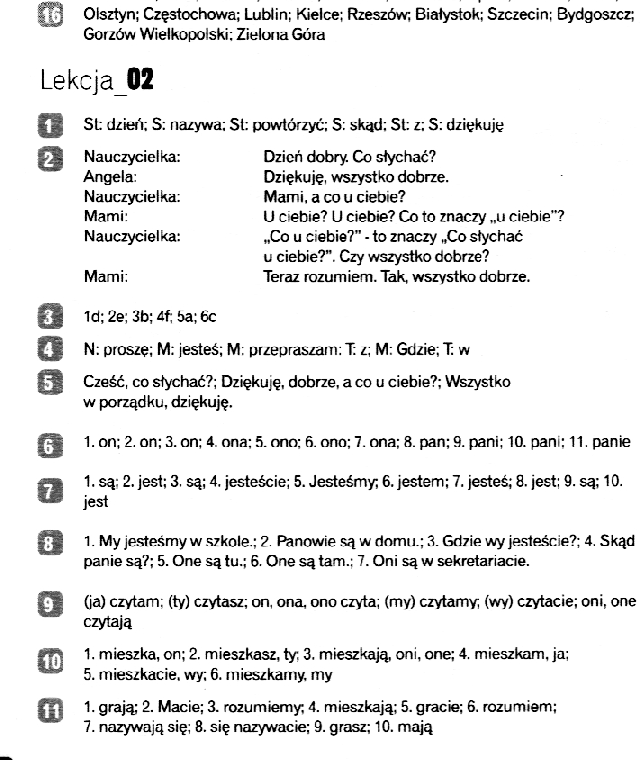 16 Olsztyn; Częstochowa; Lublin; Kielce; Rzeszów; Białystok; Szczecin; Bydgoszcz;
Gorzów Wielkopolski; Zielona Góra
Lekcja_02
1 St: dzień; S: nazywa; St: powtórzyć; S: skąd; St: z; S: dziękuję
2 Nauczycielka: Dzień dobry. Co słychać?
Angela: Dziękuję, wszystko dobrze.
Nauczycielka: Mami, a co u ciebie?
Mami: U ciebie? U ciebie? Co to znaczy „u ciebie"?
Nauczycielka: „Co u ciebie?" - to znaczy „Co słychać
u ciebie?". Czy wszystko dobrze?
Mami: Teraz rozumiem. Tak, wszystko dobrze.
3 1d; 2e; 3b; 4f; 5a; 6c
4 N: proszę; M: jesteś; M: przepraszam; T: z; M: Gdzie; T: w
5 Cześć, co słychać?; Dziękuję, dobrze, a co u ciebie?; Wszystko
w porządku, dziękuję.
6 1. on; 2. on; 3. on; 4. ona; 5. ono; 6. ono; 7. ona; 8. pan; 9. pani; 10. pani; 11. panie
7 1. są; 2. jest; 3. są; 4. jesteście; 5. Jesteśmy; 6. jestem; 7. jesteś; 8. jest; 9. są; 10.
jest
8 1. My jesteśmy w szkole.; 2. Panowie są w domu.; 3. Gdzie wy jesteście?; 4. Skąd
panie są?; 5. One są tu.; 6. One są tam.; 7. Oni są w sekretariacie.
9 (ja) czytam; (ty) czytasz; on, ona, ono czyta; (my) czytamy; (wy) czytacie; oni, one
czytają
10 1. mieszka, on; 2. mieszkasz, ty; 3. mieszkają, oni, one; 4. mieszkam, ja;
5. mieszkacie, wy; 6. mieszkamy, my
11 1. grają; 2. Macie; 3. rozumiemy; 4. mieszkają; 5. gracie; 6. rozumiem;
7. nazywają się; 8. się nazywacie; 9. grasz; 10. mają